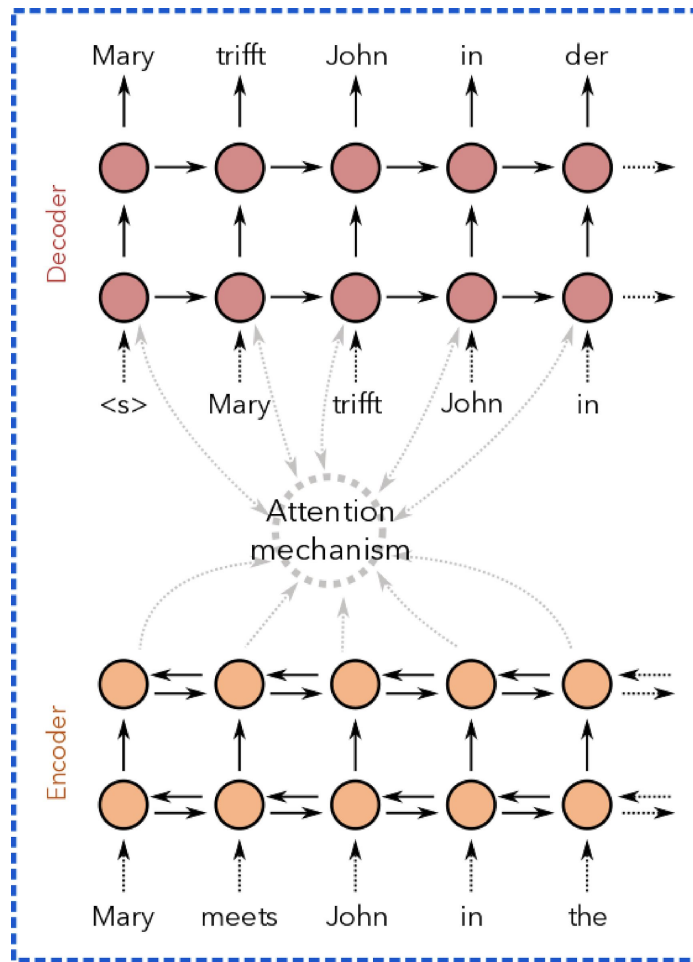 Mary trifft John in der
Decoder
<s> Mary trifft John in
Attention
mechanism
Encoder
Mary meets John in the